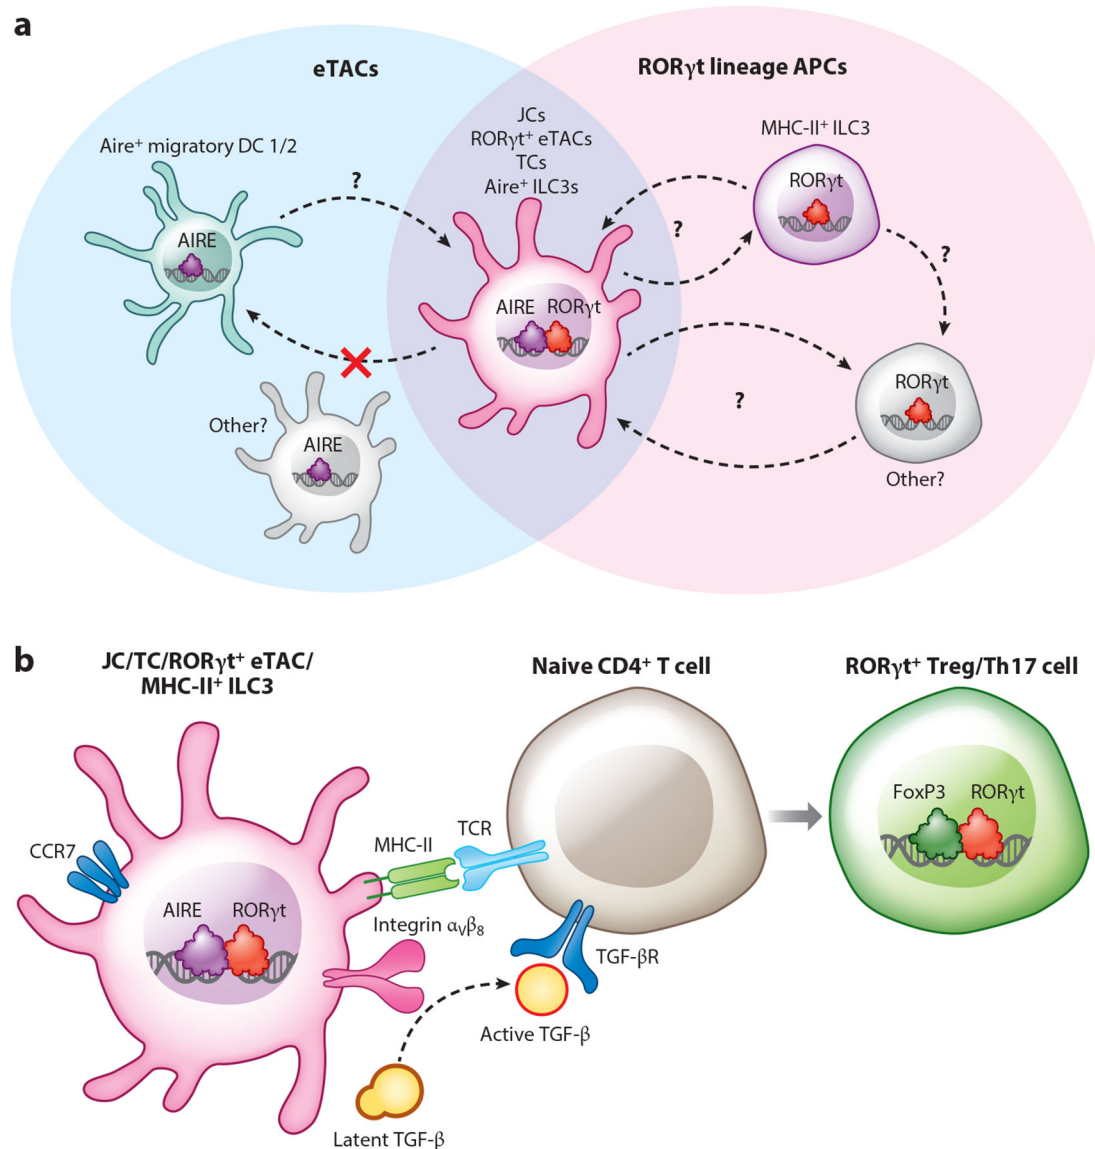 a
eTACs
RORγt lineage APCs
JCs
RORγt⁺ eTACs
TCs
Aire⁺ ILC3s
Aire⁺ migratory DC 1/2
MHC-II⁺ ILC3
?
?
?
?
AIRE
RORγt
AIRE RORγt
RORγt
Other?
AIRE
Other?
b
JC/TC/RORγt⁺ eTAC/
MHC-II⁺ ILC3
Naive CD4⁺ T cell
RORγt⁺ Treg/Th17 cell
CCR7
MHC-II
TCR
FoxP3 RORγt
AIRE RORγt
Integrin αᵥβ₈
TGF-βR
Active TGF-β
Latent TGF-β